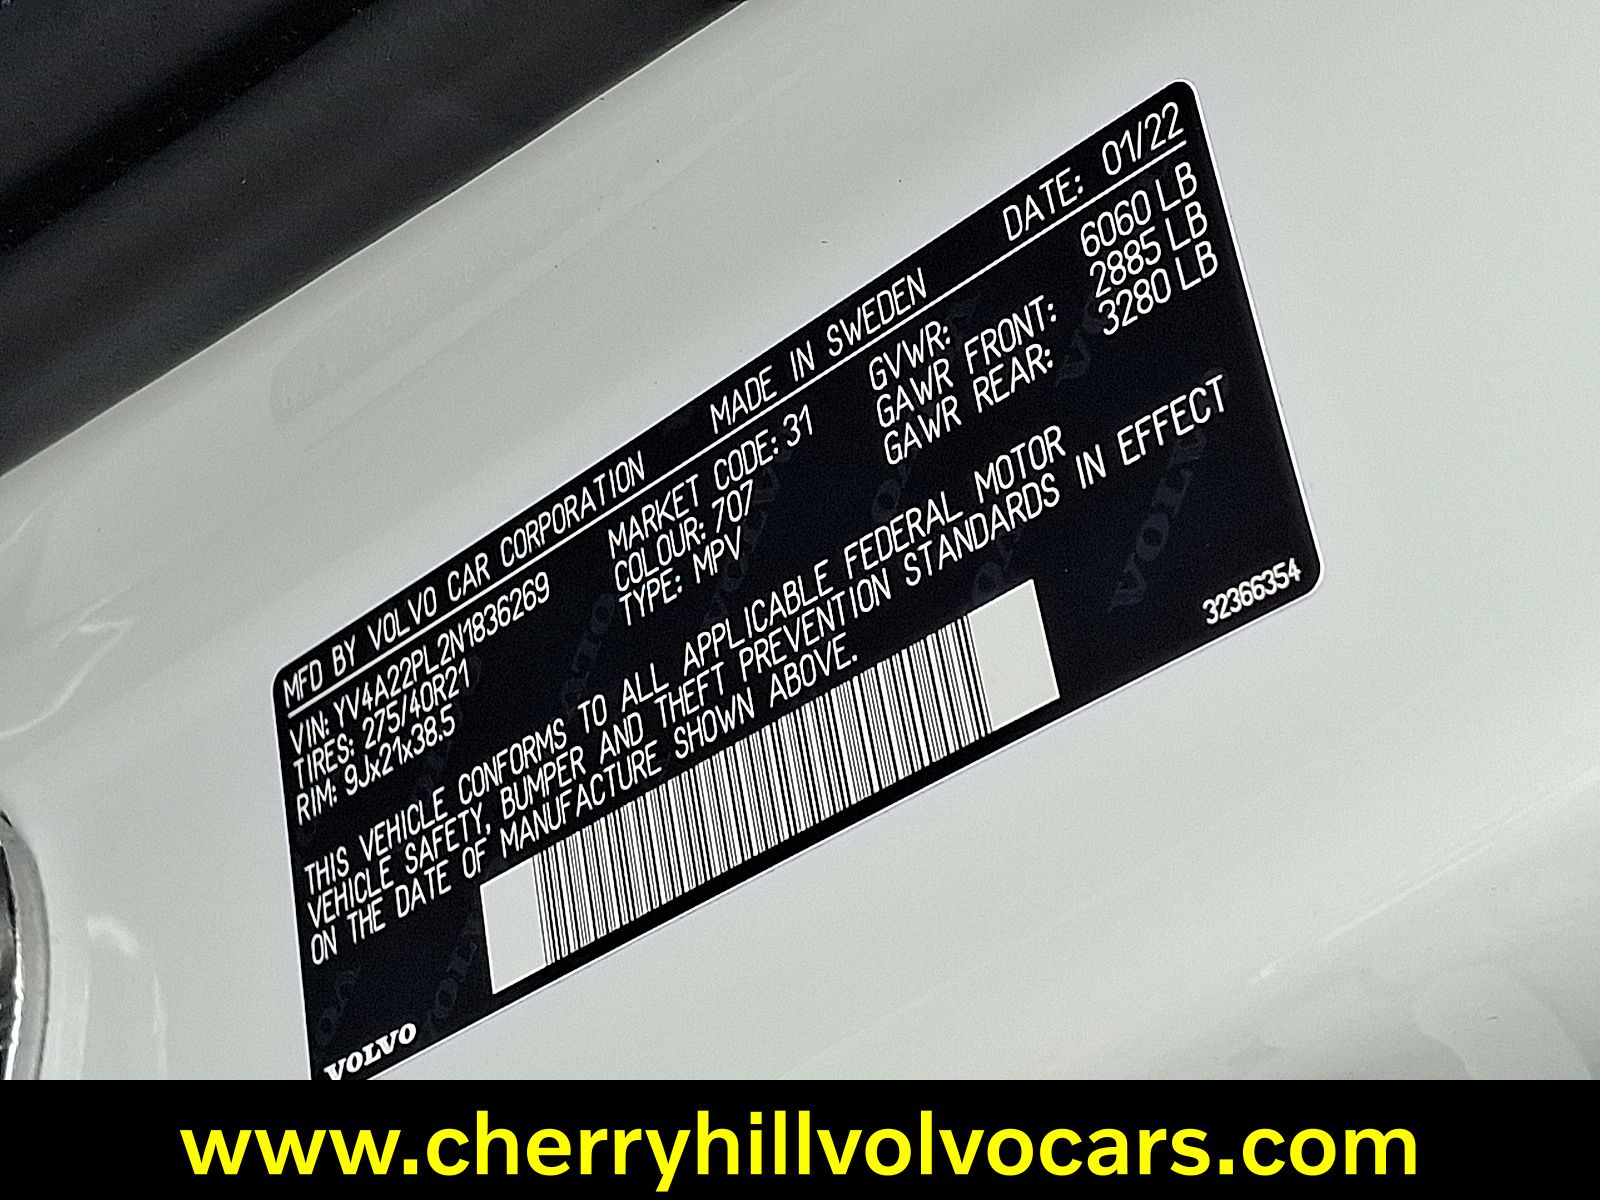 MFD BY VOLVO CAR CORPORATION MADE IN SWEDEN DATE: 01/22
VIN: YV4A22PL2N1836269 MARKET CODE: 31 GVWR: 6060 LB
TIRES: 275/40R21 COLOUR: 707 GAWR FRONT: 2885 LB
RIM: 9Jx21x38.5 TYPE: MPV GAWR REAR: 3280 LB
THIS VEHICLE CONFORMS TO ALL APPLICABLE FEDERAL MOTOR
VEHICLE SAFETY, BUMPER AND THEFT PREVENTION STANDARDS IN EFFECT
ON THE DATE OF MANUFACTURE SHOWN ABOVE.
VOLVO 32366354
www.cherryhillvolvocars.com